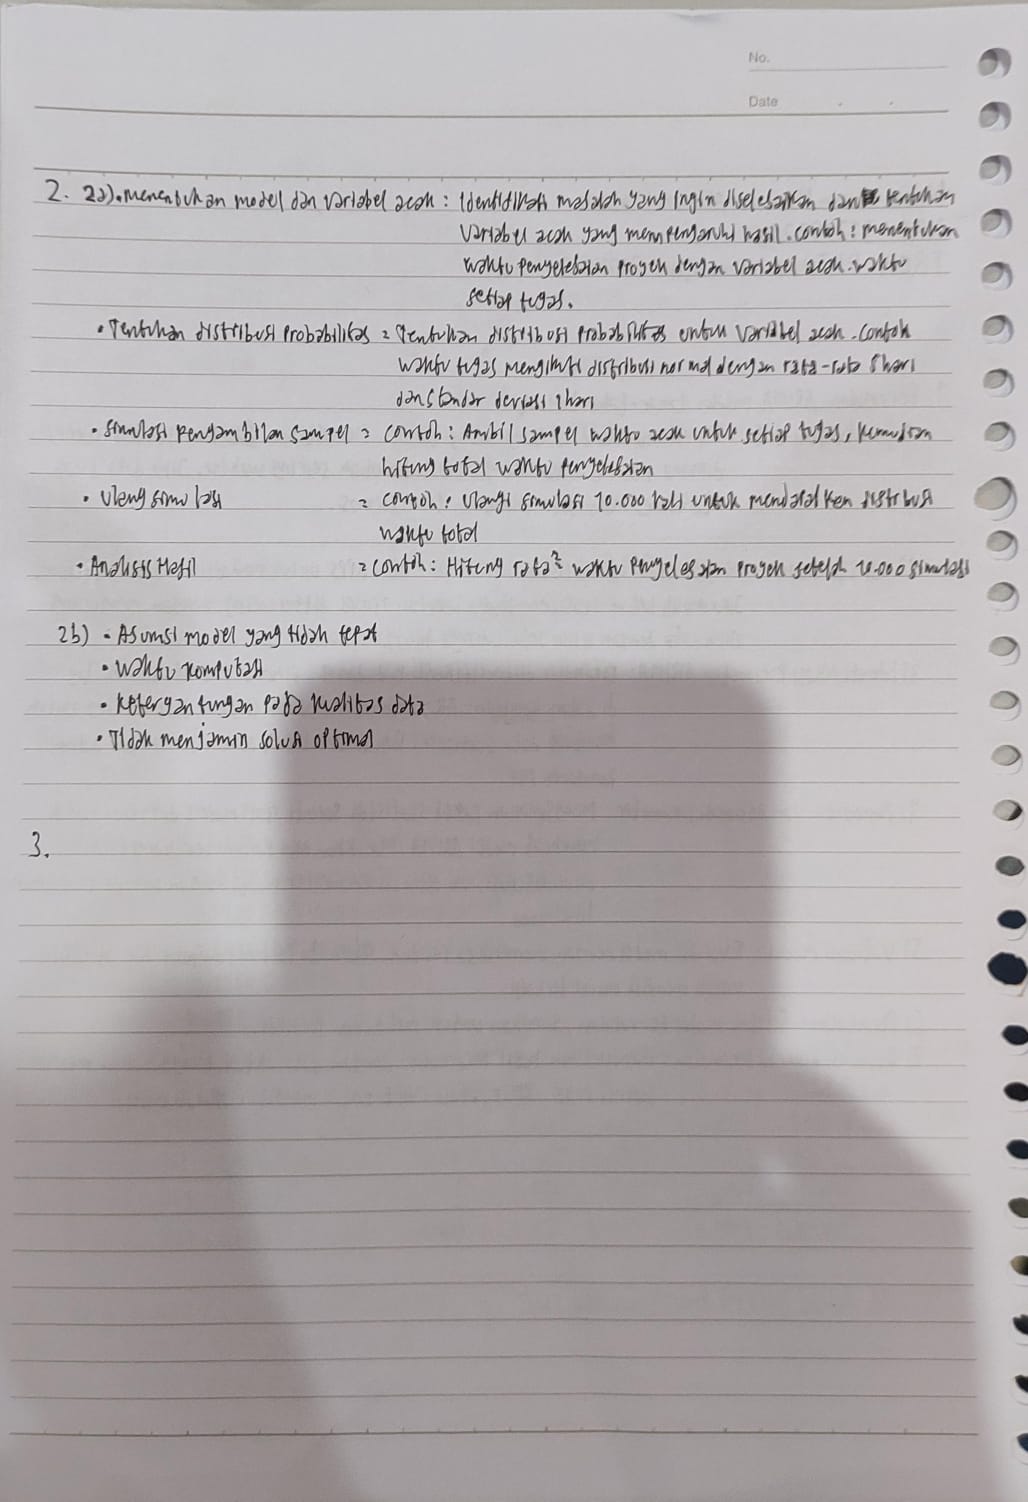 No.
Date
2. 2a). Menentukan model dan variabel acak : Identifikasi masalah yang ingin diselesaikan dan tentukan
variabel acak yang mempengaruhi hasil. contoh : menentukan
waktu penyelesaian proyek dengan variabel acak. waktu
setiap tugas.
• Tentukan distribusi probabilitas = Tentukan distribusi probabilitas untuk variabel acak. contoh
waktu tugas mengikuti distribusi normal dengan rata-rata 5 hari
dan standar deviasi 1 hari
• Simulasi pengambilan sampel = contoh : Ambil sampel waktu acak untuk setiap tugas, kemudian
hitung total waktu penyelesaian
• Ulang simulasi = contoh : Ulangi simulasi 10.000 kali untuk mendapatkan distribusi
waktu total
• Analisis Hasil = contoh : Hitung rata² waktu penyelesaian proyek setelah 10.000 simulasi
2b) • Asumsi model yang tidak tepat
• Waktu komputasi
• Ketergantungan pada kualitas data
• Tidak menjamin solusi optimal
3.